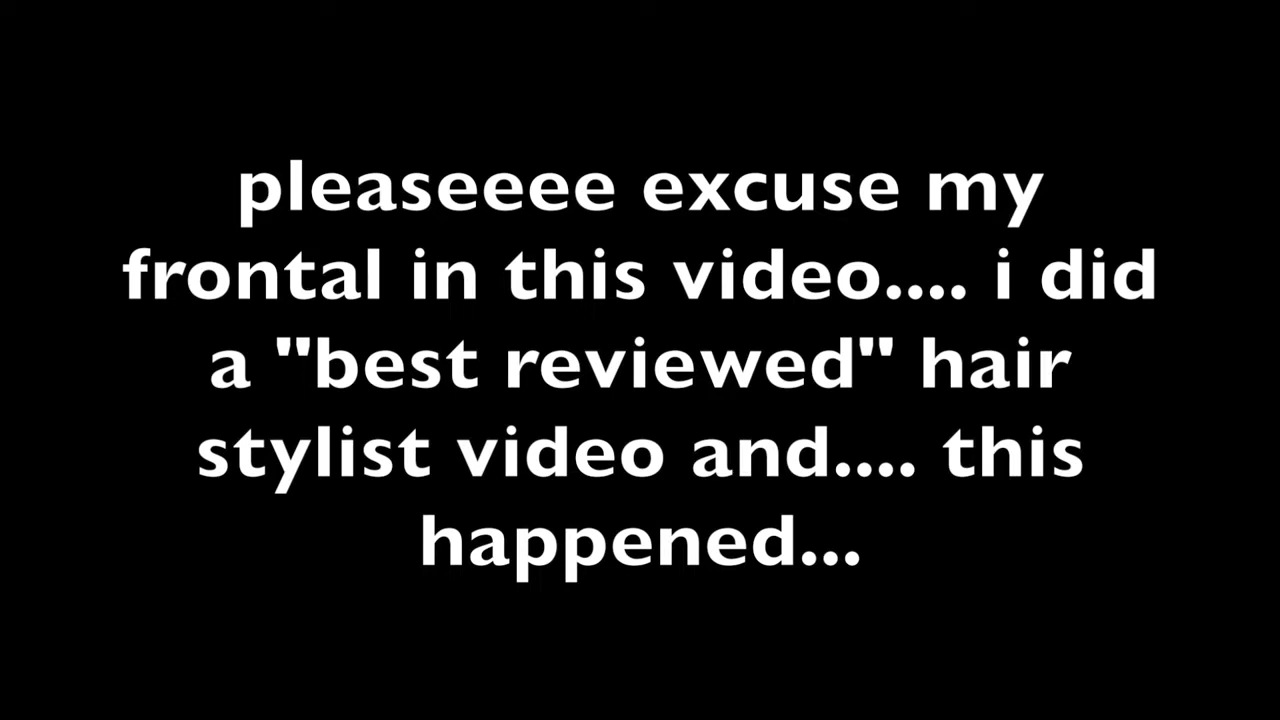 pleaseeee excuse my
frontal in this video.... i did
a "best reviewed" hair
stylist video and.... this
happened...